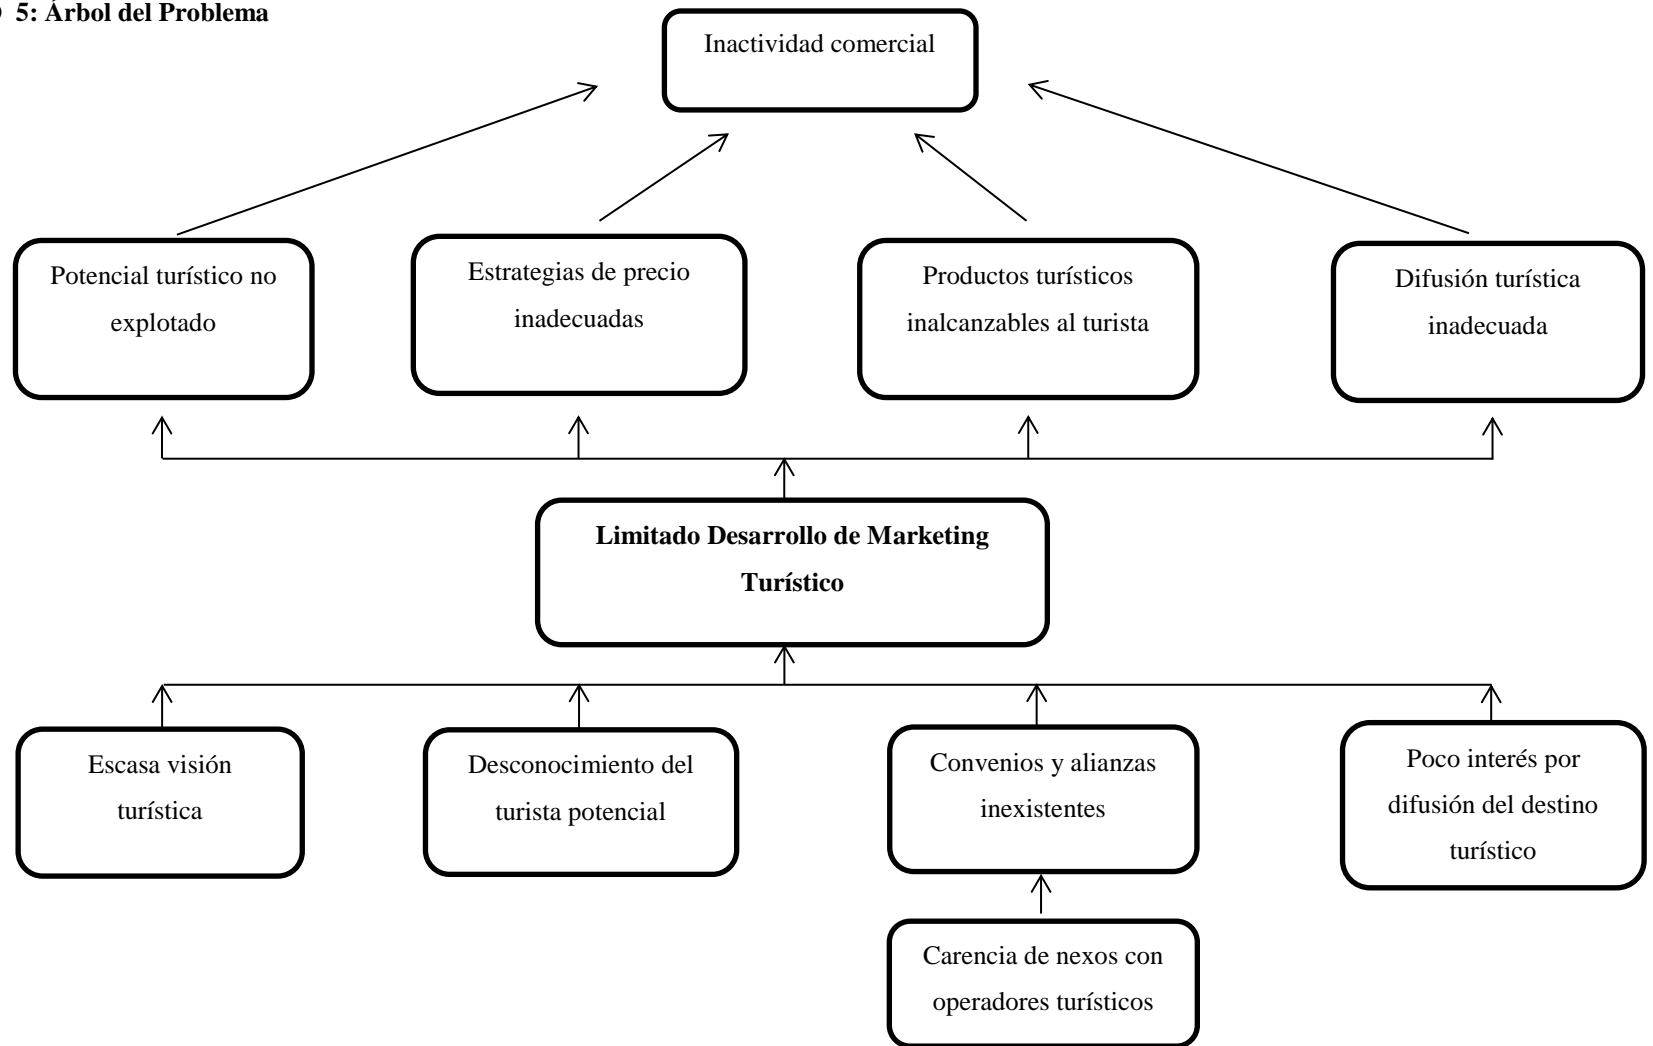 5: Árbol del Problema
Inactividad comercial
Potencial turístico no
explotado
Estrategias de precio
inadecuadas
Productos turísticos
inalcanzables al turista
Difusión turística
inadecuada
Limitado Desarrollo de Marketing
Turístico
Escasa visión
turística
Desconocimiento del
turista potencial
Convenios y alianzas
inexistentes
Poco interés por
difusión del destino
turístico
Carencia de nexos con
operadores turísticos